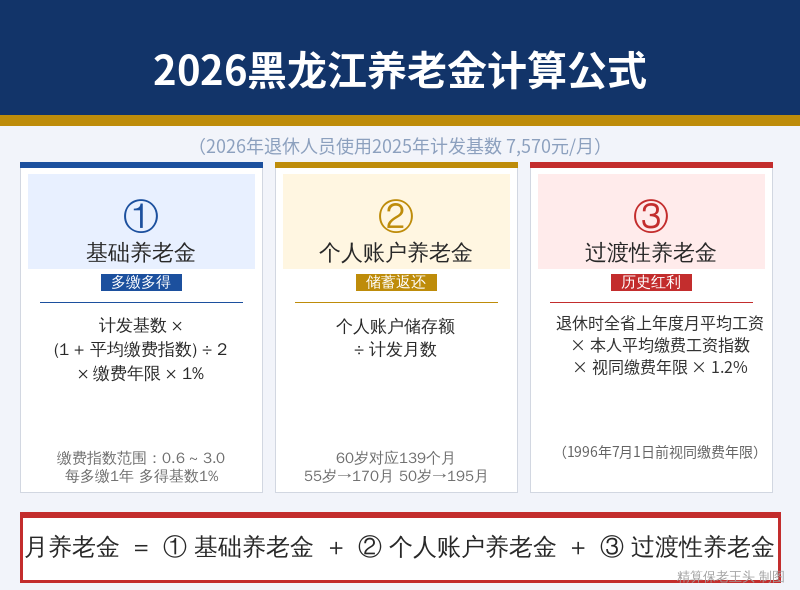 2026黑龙江养老金计算公式
（2026年退休人员使用2025年计发基数 7,570元/月）
①
基础养老金
多缴多得
计发基数 ×
(1 + 平均缴费指数) ÷ 2
× 缴费年限 × 1%
缴费指数范围：0.6 ~ 3.0
每多缴1年 多得基数1%
②
个人账户养老金
储蓄返还
个人账户储存额
÷ 计发月数
60岁对应139个月
55岁→170月 50岁→195月
③
过渡性养老金
历史红利
退休时全省上年度月平均工资
× 本人平均缴费工资指数
× 视同缴费年限 × 1.2%
（1996年7月1日前视同缴费年限）
月养老金 = ① 基础养老金 + ② 个人账户养老金 + ③ 过渡性养老金
精算保老王头 制图